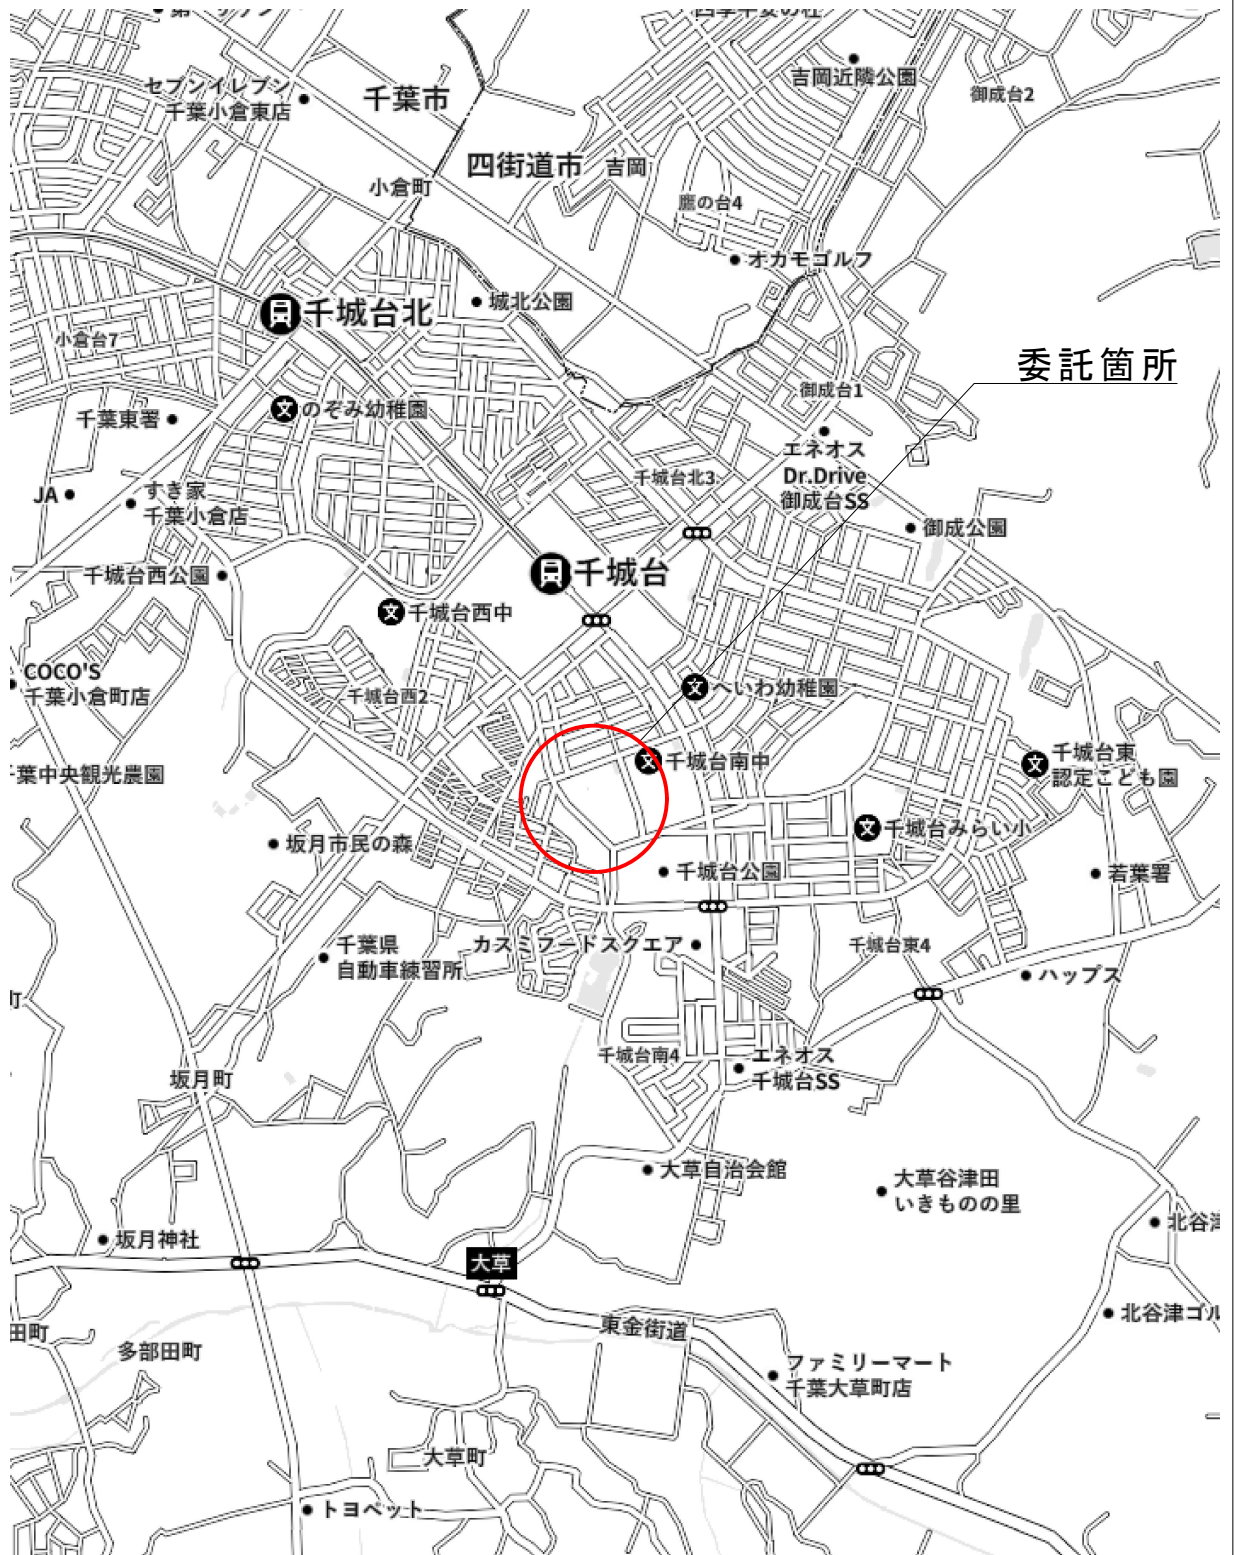 千葉市
セブンイレブン
千葉小倉東店
吉岡近隣公園
御成台2
四街道市
吉岡
小倉町
鷹の台4
オカモゴルフ
千城台北
城北公園
小倉台7
委託箇所
御成台1
千葉東署
のぞみ幼稚園
エネオス
Dr.Drive
御成台SS
千城台北3
JA
すき家
千葉小倉店
御成公園
千城台西公園
千城台
千城台西中
COCO'S
千葉小倉町店
千城台西2
へいわ幼稚園
千城台南中
千城台東
認定こども園
葉中央観光農園
千城台みらい小
坂月市民の森
千城台公園
若葉署
千葉県
自動車練習所
カスミフードスクエア
千城台東4
ハップス
町
千城台南4
エネオス
千城台SS
坂月町
大草自治会館
大草谷津田
いきものの里
坂月神社
北谷津
大草
北谷津ゴル
東金街道
田町
多部田町
ファミリーマート
千葉大草町店
大草町
トヨペット